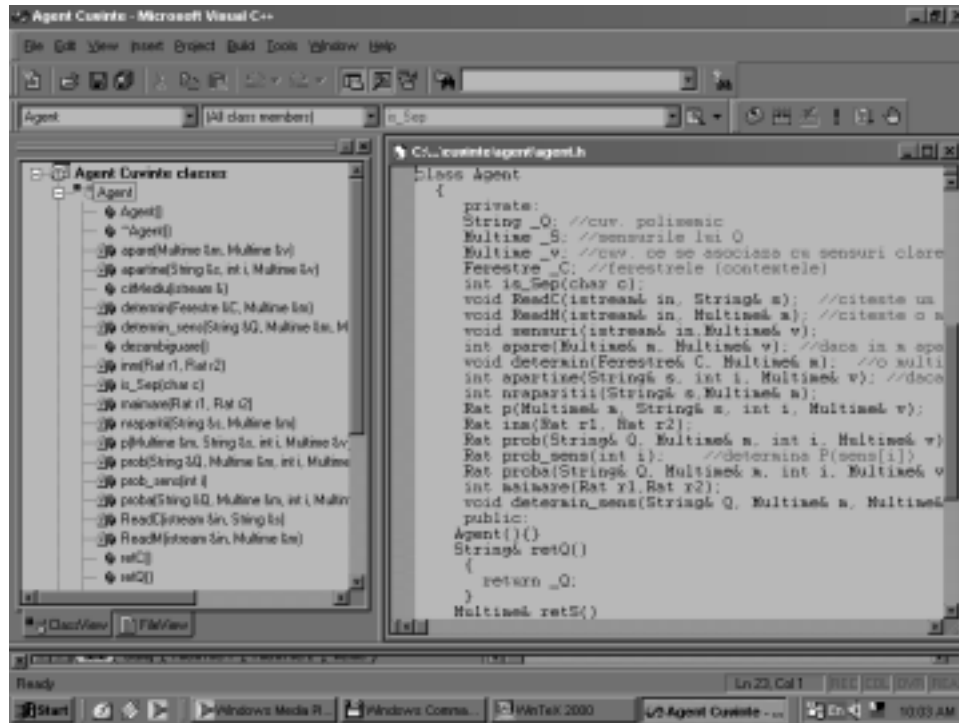 Agent Cuvinte - Microsoft Visual C++
File Edit View Insert Project Build Tools Window Help
Agent
(All class members)
is_Sep
Agent Cuvinte classes
Agent
Agent()
~Agent()
apare(Multime &m, Multime &v)
apartine(String &s, int i, Multime &v)
citMediu(istream &)
determin(Ferestre &C, Multime &m)
determin_sens(String &Q, Multime &m, M
dezambiguare()
inm(Rat r1, Rat r2)
is_Sep(char c)
maimare(Rat r1, Rat r2)
nraparitii(String &s, Multime &m)
p(Multime &m, String &s, int i, Multime &v
prob(String &Q, Multime &m, int i, Multime
prob_sens(int i)
proba(String &Q, Multime &m, int i, Multim
ReadC(istream &in, String &s)
ReadM(istream &in, Multime &m)
retC()
retQ()
ClassView
FileView
C:\...\cuvinte\agent\agent.h
class Agent
{
private:
String _Q; //cuv. polisemic
Multime _S; //sensurile lui Q
Multime _v; //cuv. ce se asociaza cu sensuri clare
Ferestre _C; //ferestrele (contextele)
int is_Sep(char c);
void ReadC(istream& in, String& s); //citeste un
void ReadM(istream& in, Multime& m); //citeste o m
void sensuri(istream& in,Multime& v);
int apare(Multime& m, Multime& v); //daca in m apa
void determin(Ferestre& C, Multime& m); //o multi
int apartine(String& s, int i, Multime& v); //daca
int nraparitii(String& s,Multime& m);
Rat p(Multime& m, String& s, int i, Multime& v);
Rat inm(Rat r1, Rat r2);
Rat prob(String& Q, Multime& m, int i, Multime& v)
Rat prob_sens(int i); //determina P(sens[i])
Rat proba(String& Q, Multime& m, int i, Multime& v
int maimare(Rat r1,Rat r2);
void determin_sens(String& Q, Multime& m, Multime&
public:
Agent(){}
String& retQ()
{
return _Q;
}
Multime& retS()
Ready
Ln 23, Col 1
REC COL OVR REA
Start
Windows Media P...
Windows Comma...
WinTeX 2000
Agent Cuvinte - ...
En
10:03 AM